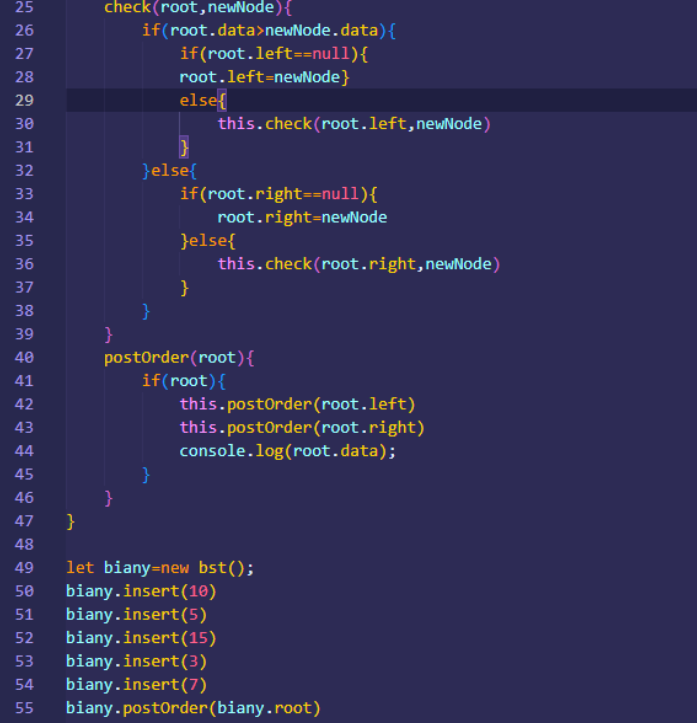 25 check(root,newNode){
26 if(root.data>newNode.data){
27 if(root.left==null){
28 root.left=newNode}
29 else{
30 this.check(root.left,newNode)
31 }
32 }else{
33 if(root.right==null){
34 root.right=newNode
35 }else{
36 this.check(root.right,newNode)
37 }
38 }
39 }
40 postOrder(root){
41 if(root){
42 this.postOrder(root.left)
43 this.postOrder(root.right)
44 console.log(root.data);
45 }
46 }
47 }
48
49 let biany=new bst();
50 biany.insert(10)
51 biany.insert(5)
52 biany.insert(15)
53 biany.insert(3)
54 biany.insert(7)
55 biany.postOrder(biany.root)